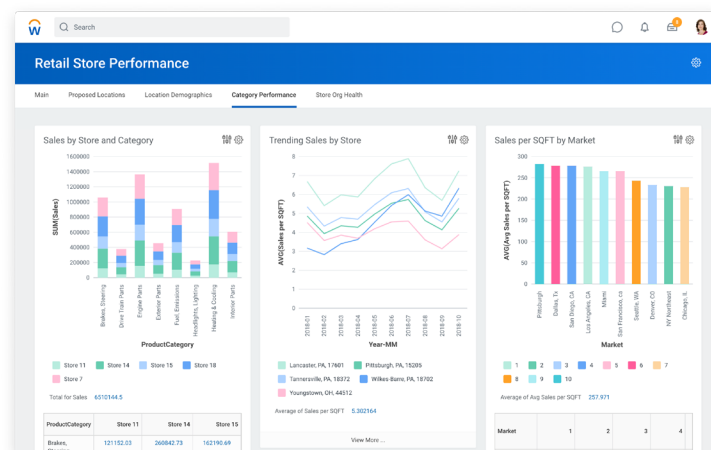 w
Search
5
Retail Store Performance
Main
Proposed Locations
Location Demographics
Category Performance
Store Org Health
Sales by Store and Category
1600000
1400000
1200000
1000000
800000
600000
400000
200000
0
SUM(Sales)
Brakes, Steering
Drive Train Parts
Engine Parts
Exterior Parts
Fuel, Emissions
Headlights, Lighting
Heating & Cooling
Interior Parts
ProductCategory
Store 11
Store 14
Store 15
Store 18
Store 7
Total for Sales 6510144.5
ProductCategory Store 11 Store 14 Store 15
Brakes, 121152.03 260842.73 162190.69
Trending Sales by Store
8
7
6
5
4
3
2
1
0
AVG(Sales per SQFT)
2018-01
2018-02
2018-03
2018-04
2018-05
2018-06
2018-07
2018-08
2018-09
2018-10
Year-MM
Lancaster, PA, 17601
Pittsburgh, PA, 15205
Tannersville, PA, 18372
Wilkes-Barre, PA, 18702
Youngstown, OH, 44512
Average of Sales per SQFT 5.302164
View More ...
Sales per SQFT by Market
300
250
200
150
100
50
0
AVG(Avg Sales per SQFT)
Pittsburgh
Dallas, Tx
San Diego, CA
Los Angeles, CA
Miami
San Francisco, ca
Seattle, WA
Denver, CO
NY Northeast
Chicago, IL
Market
1
2
3
4
5
6
7
8
9
10
Average of Avg Sales per SQFT 257.971
Market 1 2 3 4